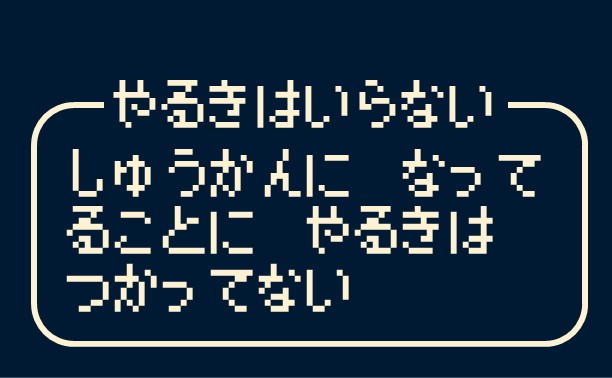 やるきはいらない
しゅうかんに　なって
ることに　やるきは
つかってない